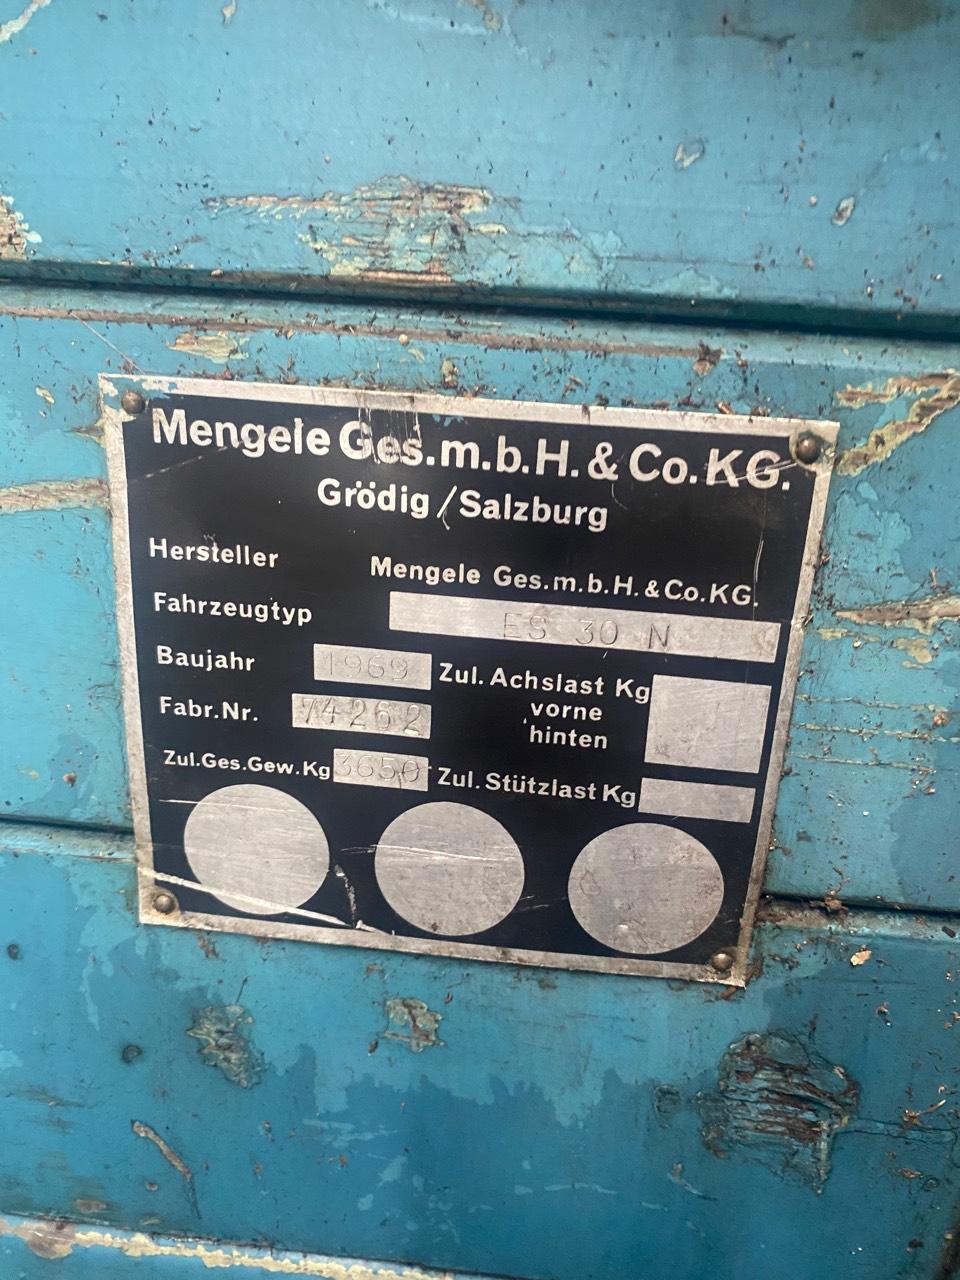 Mengele Ges.m.b.H. & Co.KG.
Grödig/Salzburg
Hersteller Mengele Ges.m.b.H. & Co.KG.
Fahrzeugtyp ES 30 N
Baujahr 1969 Zul. Achslast Kg
vorne
Fabr.Nr. 74262
hinten
Zul.Ges.Gew.Kg 3650 Zul. Stützlast Kg